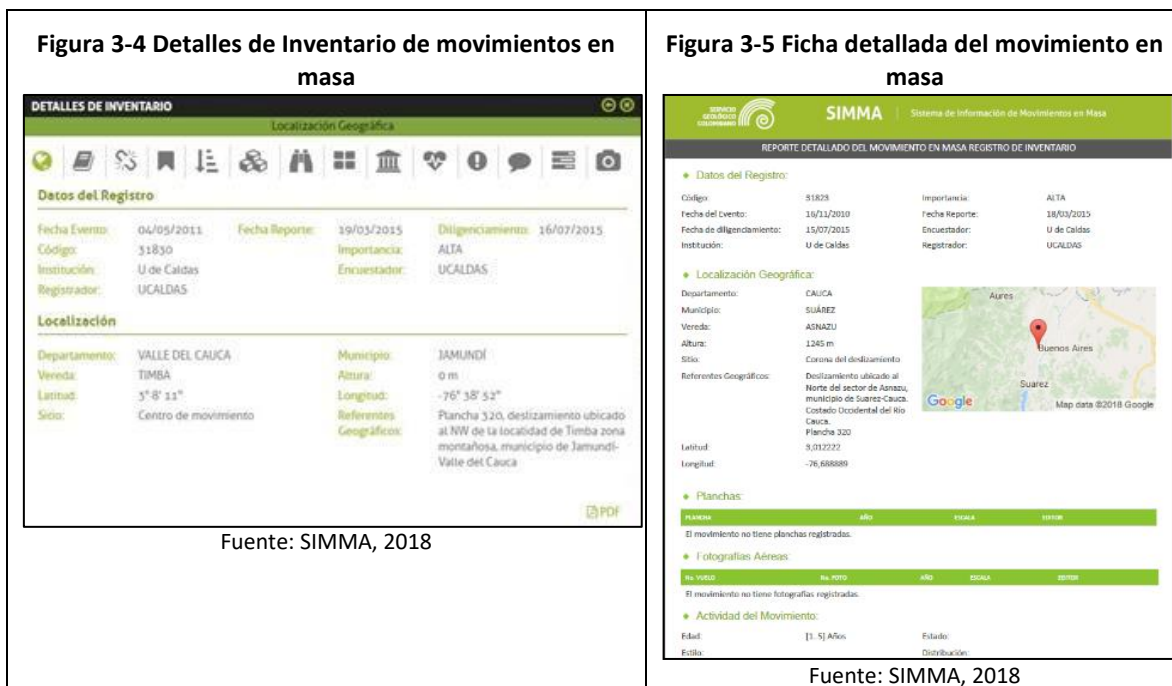 Figura 3-4 Detalles de Inventario de movimientos en
masa
DETALLES DE INVENTARIO
Localización Geográfica
Datos del Registro
Fecha Evento: 04/05/2011 Fecha Reporte: 19/03/2015 Diligenciamiento: 16/07/2015
Código: 31830 Importancia: ALTA
Institución: U de Caldas Encuestador: UCALDAS
Registrador: UCALDAS
Localización
Departamento: VALLE DEL CAUCA Municipio: JAMUNDÍ
Vereda: TIMBA Altura: 0 m
Latitud: 3° 8' 11" Longitud: -76° 38' 52"
Sitio: Centro de movimiento Referentes Geográficos: Plancha 320, deslizamiento ubicado
al NW de la locatidad de Timba zona
montañosa, municipio de Jamundí-
Valle del Cauca
PDF
Fuente: SIMMA, 2018
Figura 3-5 Ficha detallada del movimiento en
masa
SERVICIO
GEOLÓGICO
COLOMBIANO
SIMMA Sistema de Información de Movimientos en Masa
REPORTE DETALLADO DEL MOVIMIENTO EN MASA REGISTRO DE INVENTARIO
Datos del Registro:
Código: 31823 Importancia: ALTA
Fecha del Evento: 16/11/2010 Fecha Reporte: 18/03/2015
Fecha de diligenciamiento: 15/07/2015 Encuestador: U de Caldas
Institución: U de Caldas Registrador: UCALDAS
Localización Geográfica:
Departamento: CAUCA
Municipio: SUÁREZ
Vereda: ASNAZU
Altura: 1245 m
Sitio: Corona del deslizamiento
Referentes Geográficos: Deslizamiento ubicado al
Norte del sector de Asnazu,
municipio de Suarez-Cauca.
Costado Occidental del Río
Cauca.
Plancha 320
Latitud: 3,012222
Longitud: -76,688889
Aures
Buenos Aires
Suarez
Google
Map data ©2018 Google
Planchas:
PLANCHA AÑO ESCALA EDITOR
El movimiento no tiene planchas registradas.
Fotografías Aéreas:
No. VUELO No. FOTO AÑO ESCALA EDITOR
El movimiento no tiene fotografías registradas.
Actividad del Movimiento:
Edad: [1. 5] Años Estado:
Estilo: Distribución:
Fuente: SIMMA, 2018